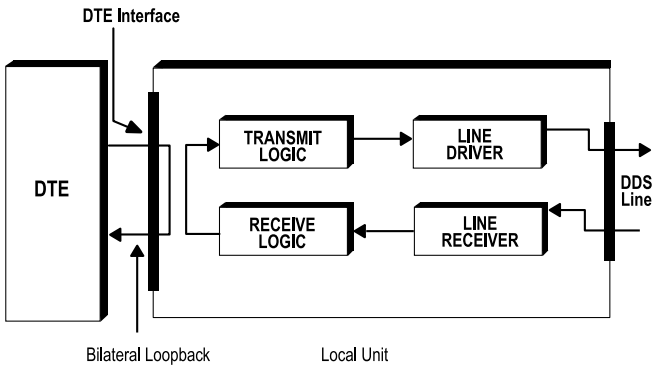 DTE Interface
DTE
TRANSMIT
LOGIC
LINE
DRIVER
DDS
Line
RECEIVE
LOGIC
LINE
RECEIVER
Bilateral Loopback
Local Unit